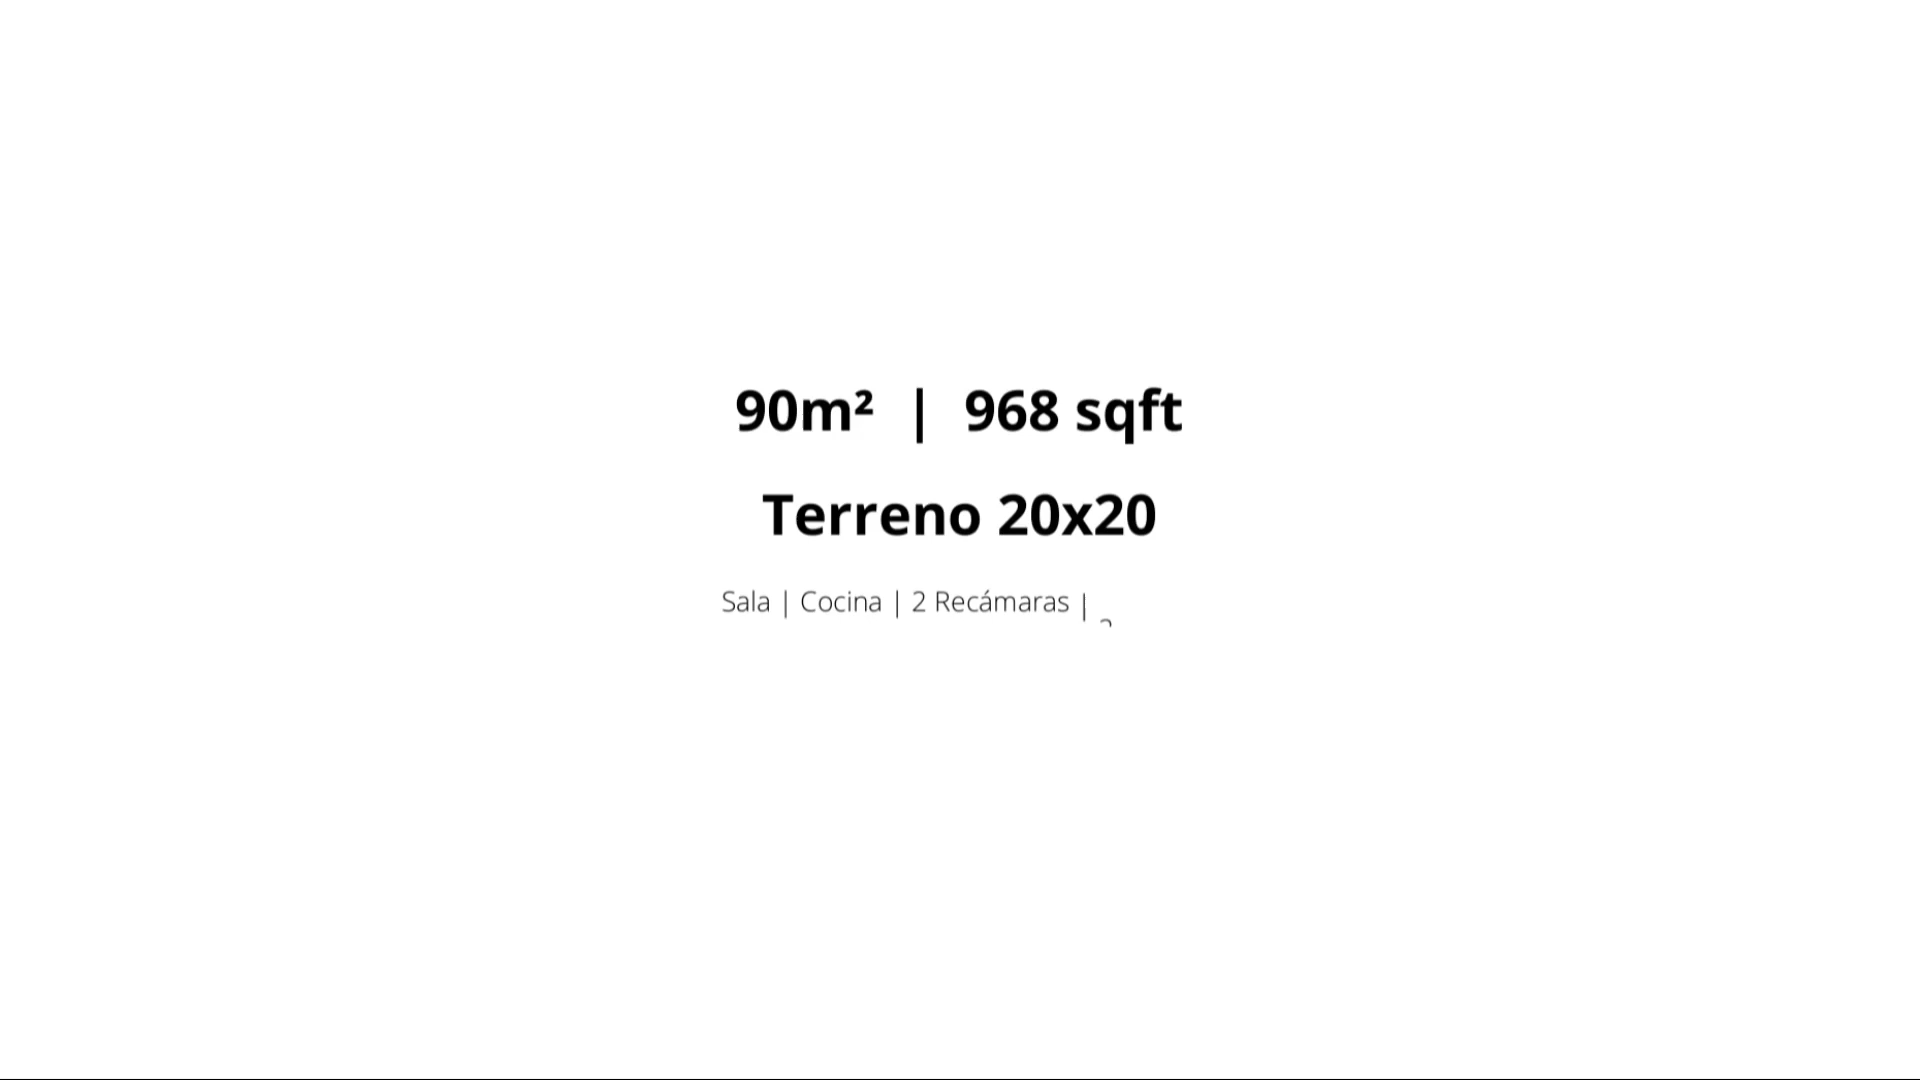 90m² | 968 sqft
Terreno 20x20
Sala | Cocina | 2 Recámaras |